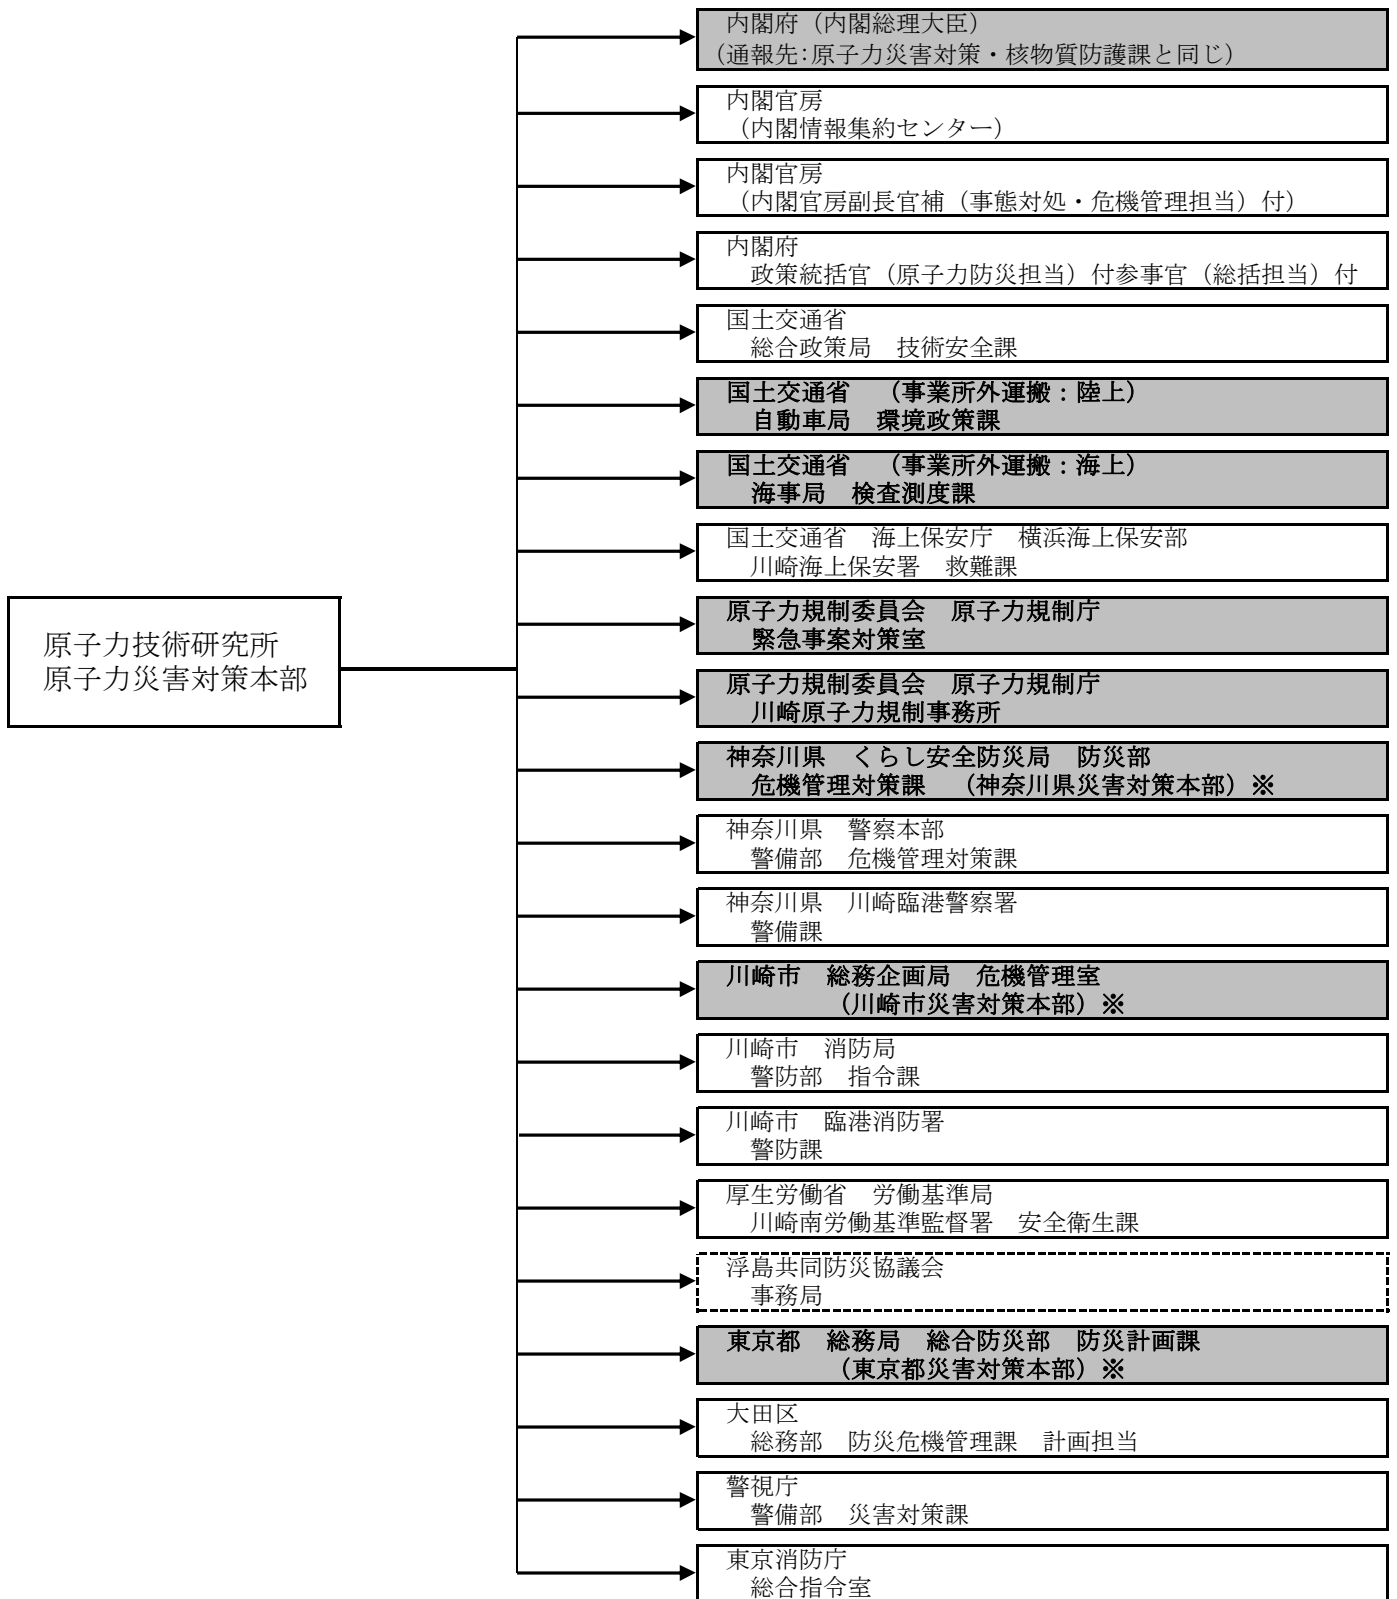 内閣府（内閣総理大臣）
（通報先：原子力災害対策・核物質防護課と同じ）
内閣官房
（内閣情報集約センター）
内閣官房
（内閣官房副長官補（事態対処・危機管理担当）付）
内閣府
政策統括官（原子力防災担当）付参事官（総括担当）付
国土交通省
総合政策局　技術安全課
国土交通省　（事業所外運搬：陸上）
自動車局　環境政策課
国土交通省　（事業所外運搬：海上）
海事局　検査測度課
国土交通省　海上保安庁　横浜海上保安部
川崎海上保安署　救難課
原子力規制委員会　原子力規制庁
緊急事案対策室
原子力技術研究所
原子力災害対策本部
原子力規制委員会　原子力規制庁
川崎原子力規制事務所
神奈川県　くらし安全防災局　防災部
危機管理対策課　（神奈川県災害対策本部）※
神奈川県　警察本部
警備部　危機管理対策課
神奈川県　川崎臨港警察署
警備課
川崎市　総務企画局　危機管理室
（川崎市災害対策本部）※
川崎市　消防局
警防部　指令課
川崎市　臨港消防署
警防課
厚生労働省　労働基準局
川崎南労働基準監督署　安全衛生課
浮島共同防災協議会
事務局
東京都　総務局　総合防災部　防災計画課
（東京都災害対策本部）※
大田区
総務部　防災危機管理課　計画担当
警視庁
警備部　災害対策課
東京消防庁
総合指令室